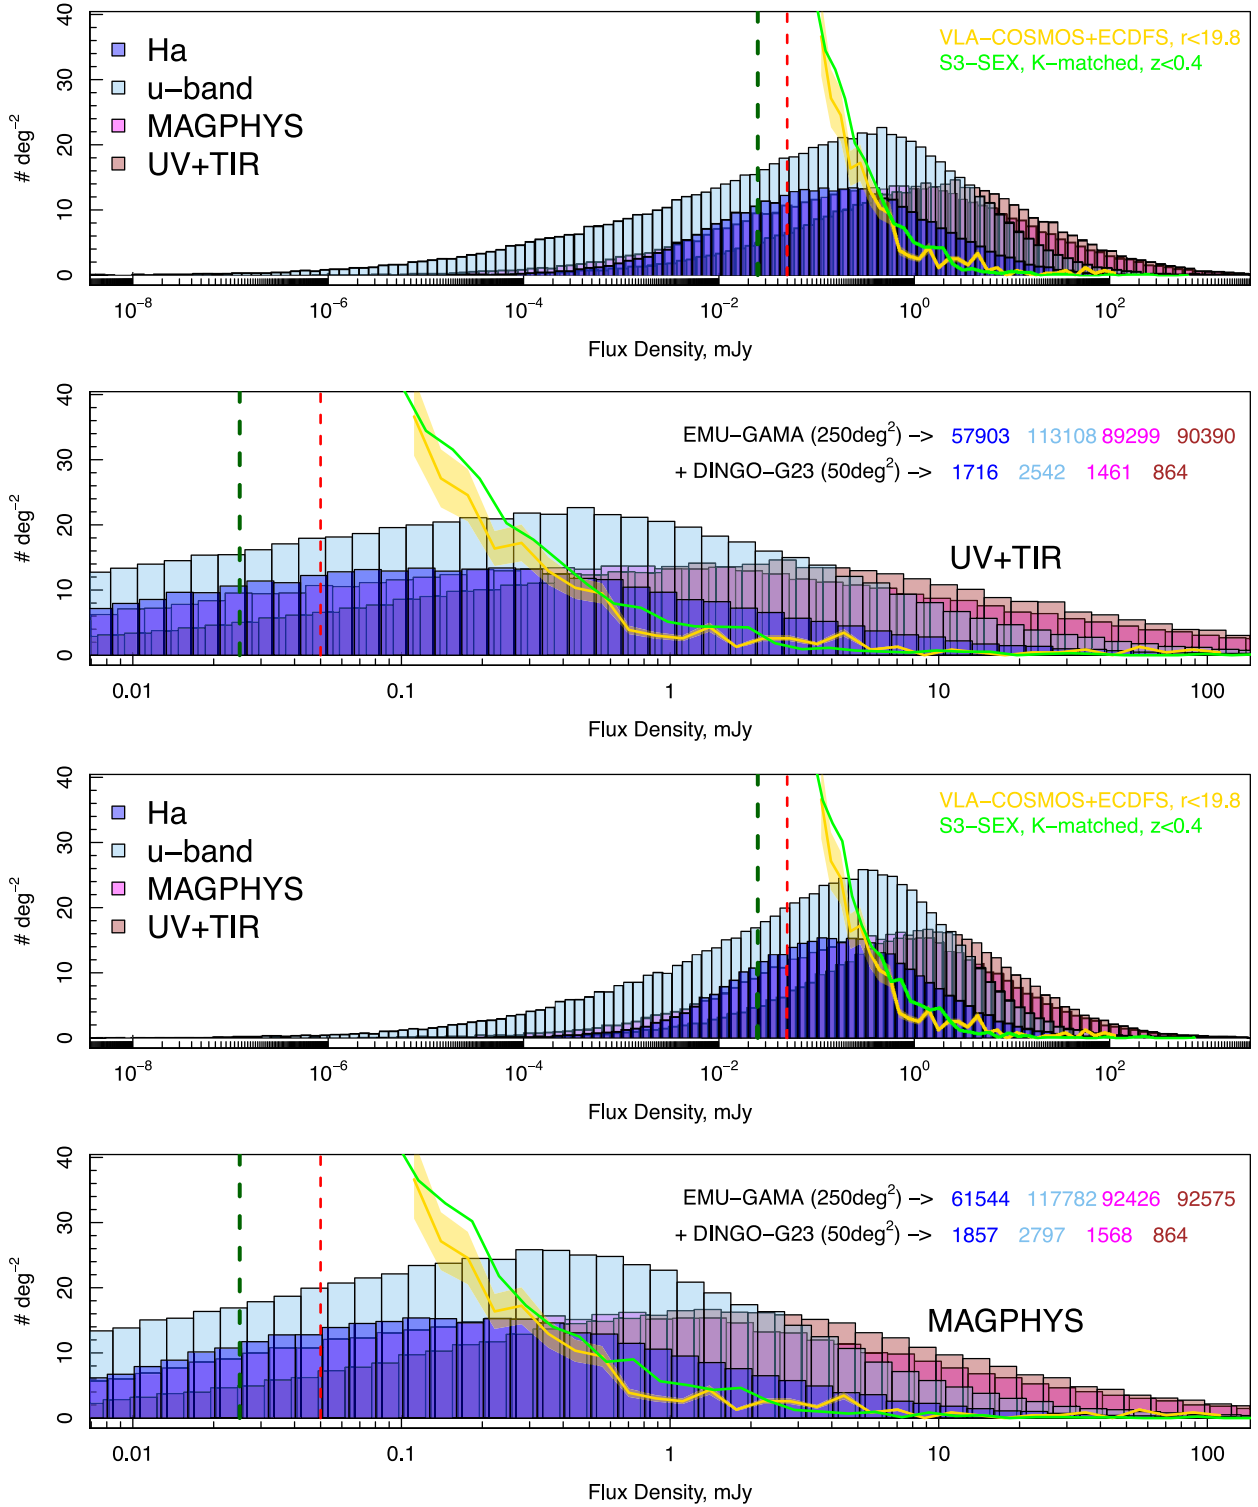 VLA−COSMOS+ECDFS, r<19.8
S3−SEX, K−matched, z<0.4
Ha
u−band
MAGPHYS
UV+TIR
# deg⁻²
0 10 20 30 40
10⁻⁸ 10⁻⁶ 10⁻⁴ 10⁻² 10⁰ 10²
Flux Density, mJy
EMU−GAMA (250deg²) −> 57903 113108 89299 90390
+ DINGO−G23 (50deg²) −> 1716 2542 1461 864
UV+TIR
# deg⁻²
0 10 20 30 40
0.01 0.1 1 10 100
Flux Density, mJy
VLA−COSMOS+ECDFS, r<19.8
S3−SEX, K−matched, z<0.4
Ha
u−band
MAGPHYS
UV+TIR
# deg⁻²
0 10 20 30 40
10⁻⁸ 10⁻⁶ 10⁻⁴ 10⁻² 10⁰ 10²
Flux Density, mJy
EMU−GAMA (250deg²) −> 61544 117782 92426 92575
+ DINGO−G23 (50deg²) −> 1857 2797 1568 864
MAGPHYS
# deg⁻²
0 10 20 30 40
0.01 0.1 1 10 100
Flux Density, mJy